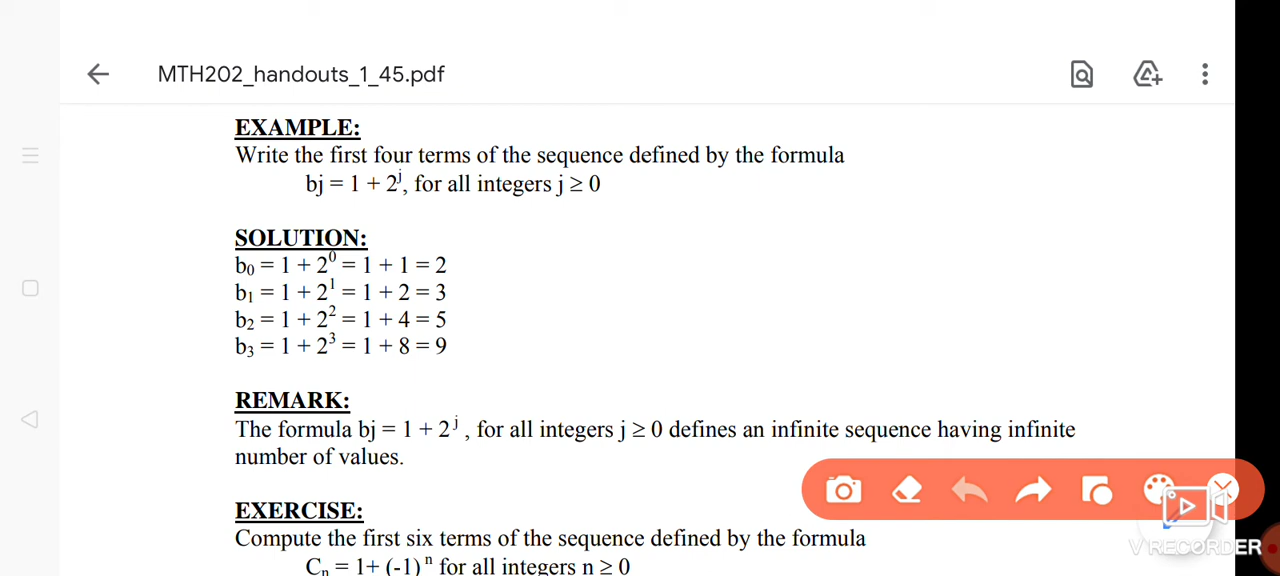 MTH202_handouts_1_45.pdf
EXAMPLE:
Write the first four terms of the sequence defined by the formula
bj = 1 + 2ʲ, for all integers j ≥ 0
SOLUTION:
b₀ = 1 + 2⁰ = 1 + 1 = 2
b₁ = 1 + 2¹ = 1 + 2 = 3
b₂ = 1 + 2² = 1 + 4 = 5
b₃ = 1 + 2³ = 1 + 8 = 9
REMARK:
The formula bj = 1 + 2ʲ , for all integers j ≥ 0 defines an infinite sequence having infinite
number of values.
EXERCISE:
Compute the first six terms of the sequence defined by the formula
Cₙ = 1+ (-1) ⁿ for all integers n ≥ 0
V RECORDER